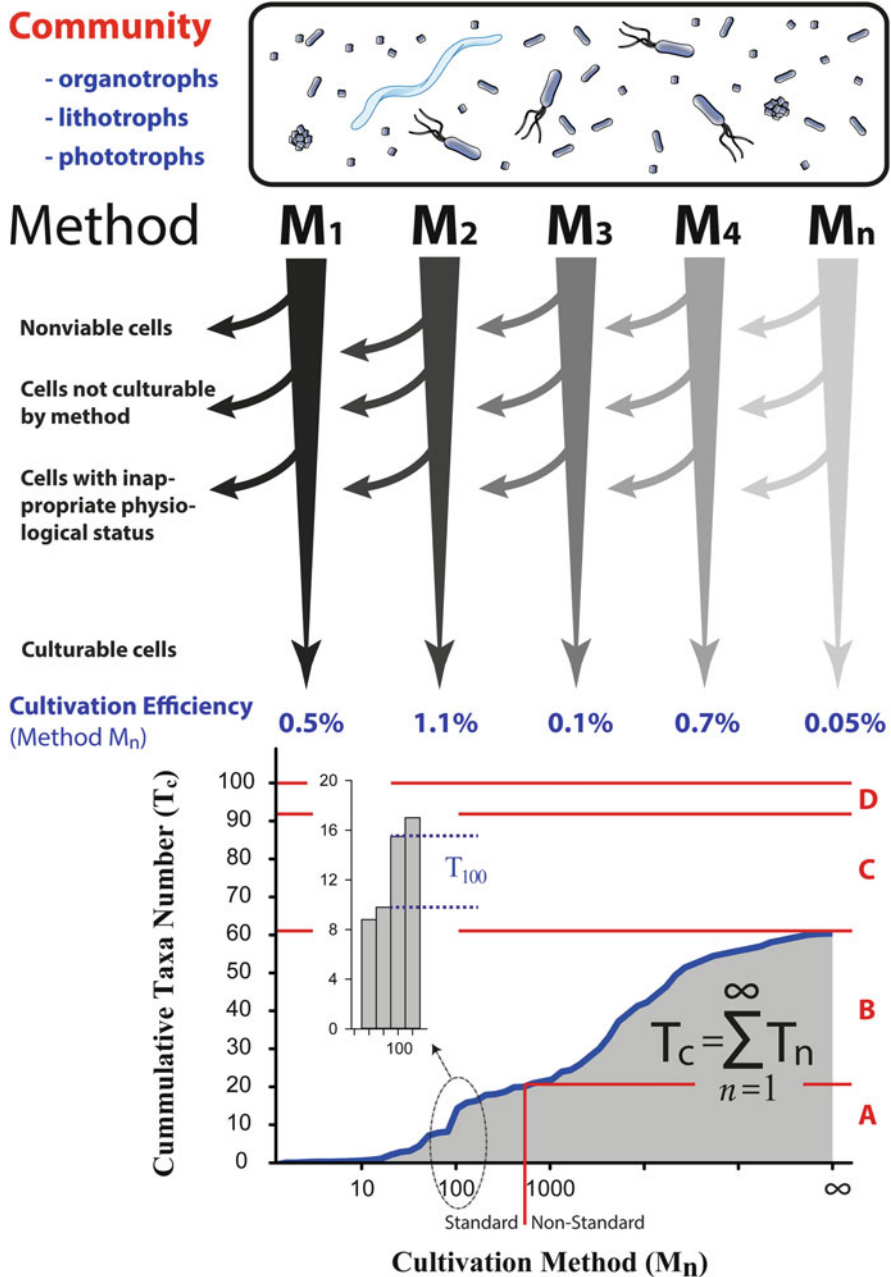 Community
- organotrophs
- lithotrophs
- phototrophs
Method M1 M2 M3 M4 Mn
Nonviable cells
Cells not culturable
by method
Cells with inap-
propriate physio-
logical status
Culturable cells
Cultivation Efficiency
(Method Mn)
0.5% 1.1% 0.1% 0.7% 0.05%
Cummulative Taxa Number (Tc)
100
90
80
70
60
50
40
30
20
10
0
20
16
12
8
4
0
100
T100
D
C
B
A
Tc = ∞ ∑ n = 1 Tn
10 100 1000 ∞
Standard Non-Standard
Cultivation Method (Mn)